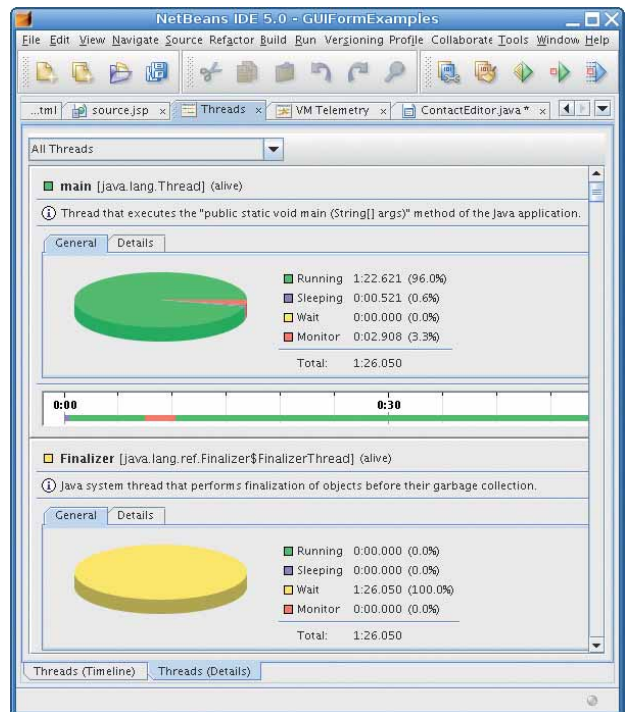 NetBeans IDE 5.0 - GUIFormExamples
File Edit View Navigate Source Refactor Build Run Versioning Profile Collaborate Tools Window Help
...tml source.jsp x Threads x VM Telemetry x ContactEditor.java * x
All Threads
main [java.lang.Thread] (alive)
Thread that executes the "public static void main (String[] args)" method of the Java application.
General Details
Running 1:22.621 (96.0%)
Sleeping 0:00.521 (0.6%)
Wait 0:00.000 (0.0%)
Monitor 0:02.908 (3.3%)
Total: 1:26.050
0:00 0:30
Finalizer [java.lang.ref.Finalizer$FinalizerThread] (alive)
Java system thread that performs finalization of objects before their garbage collection.
General Details
Running 0:00.000 (0.0%)
Sleeping 0:00.000 (0.0%)
Wait 1:26.050 (100.0%)
Monitor 0:00.000 (0.0%)
Total: 1:26.050
Threads (Timeline) Threads (Details)